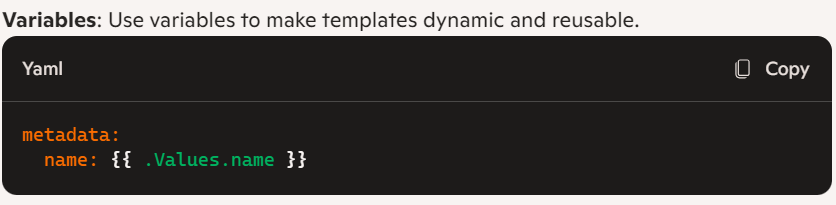 Variables: Use variables to make templates dynamic and reusable.
Yaml
Copy
metadata:
  name: {{ .Values.name }}